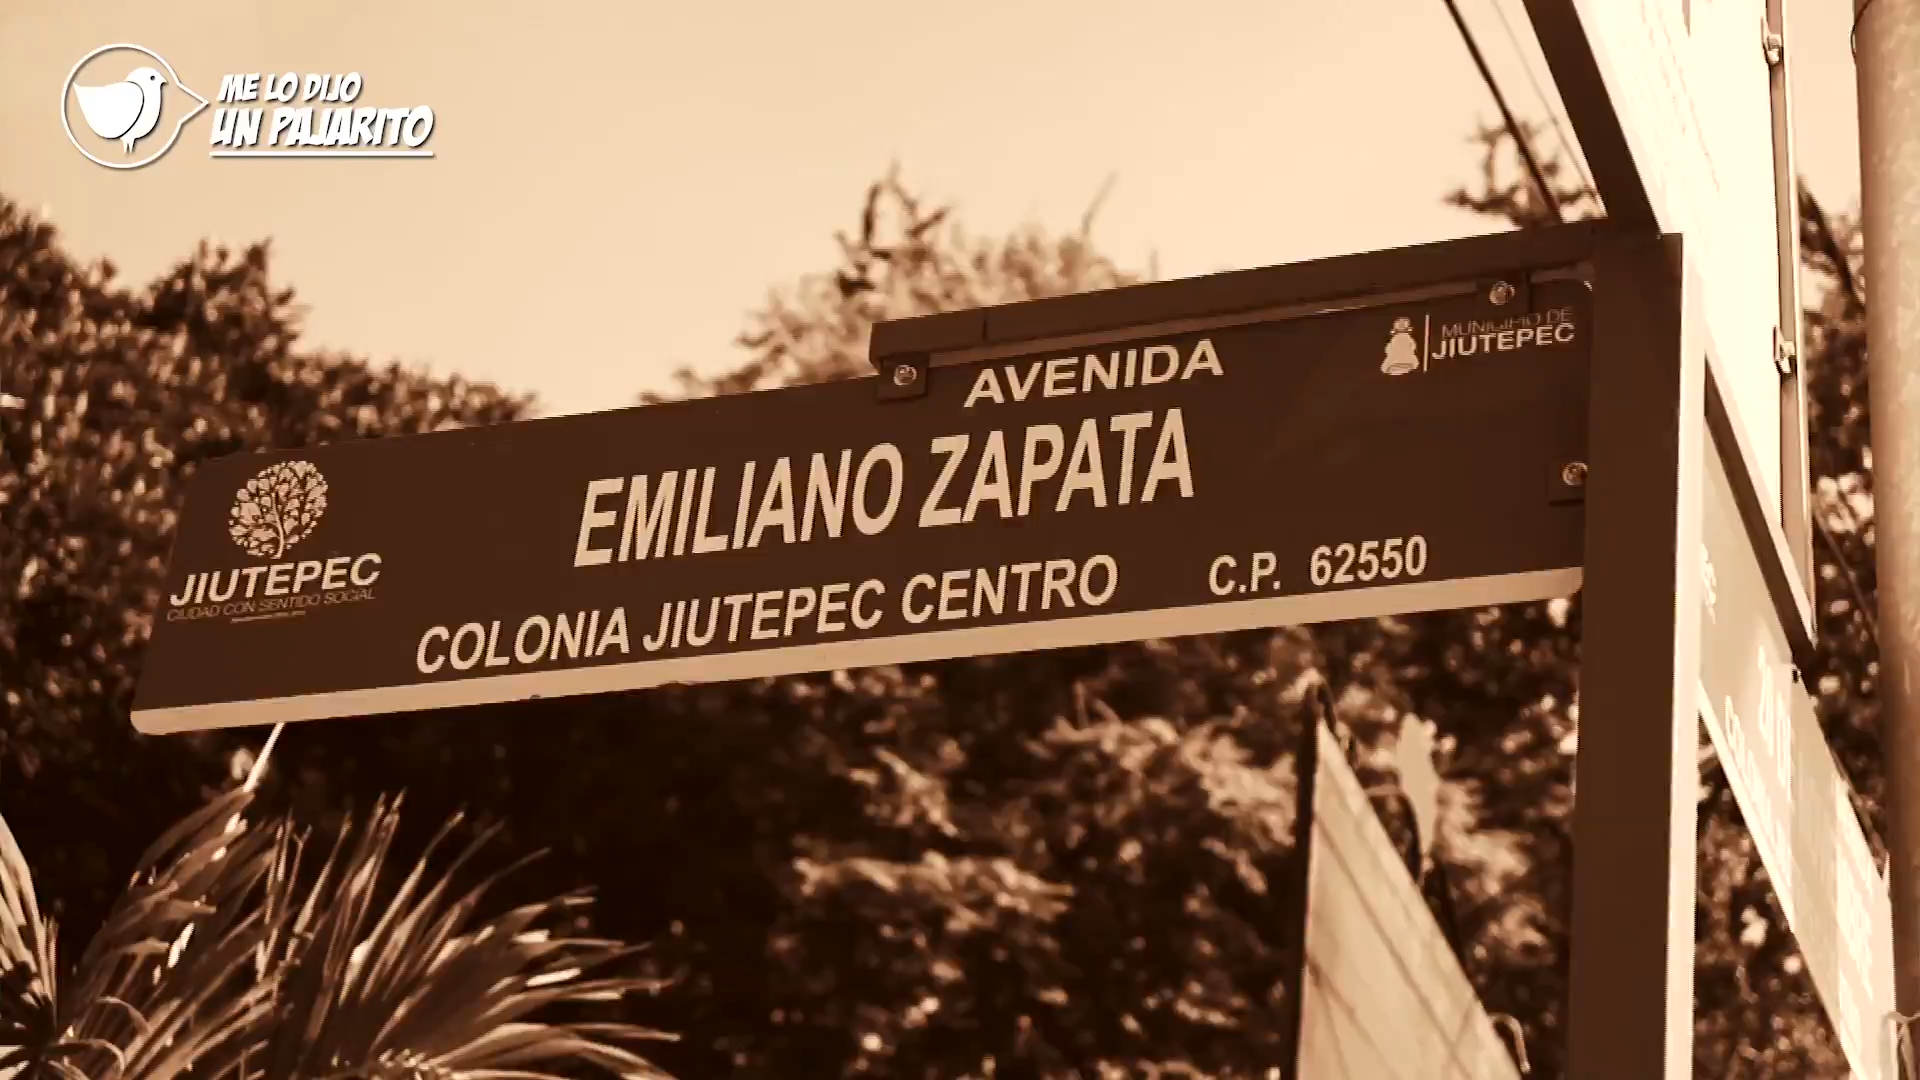 ME LO DIJO
UN PAJARITO
AVENIDA
MUNICIPIO DE
JIUTEPEC
EMILIANO ZAPATA
JIUTEPEC
CIUDAD CON SENTIDO SOCIAL
COLONIA JIUTEPEC CENTRO C.P. 62550